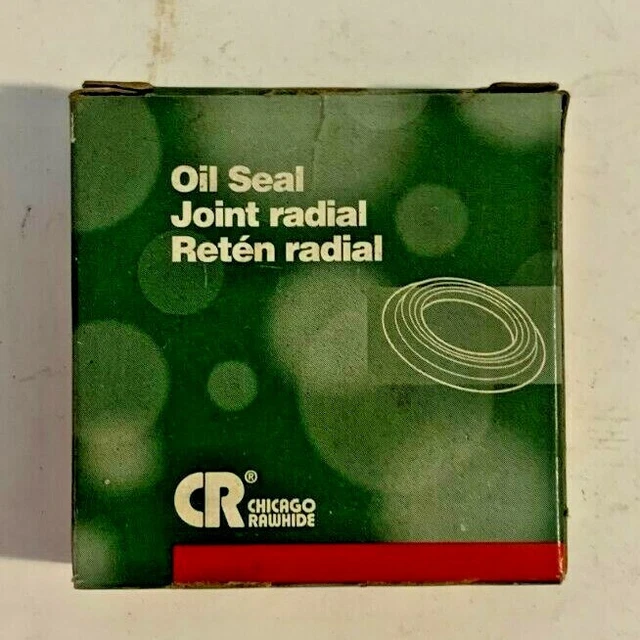 Oil Seal
Joint radial
Retén radial
CR®
CHICAGO
RAWHIDE